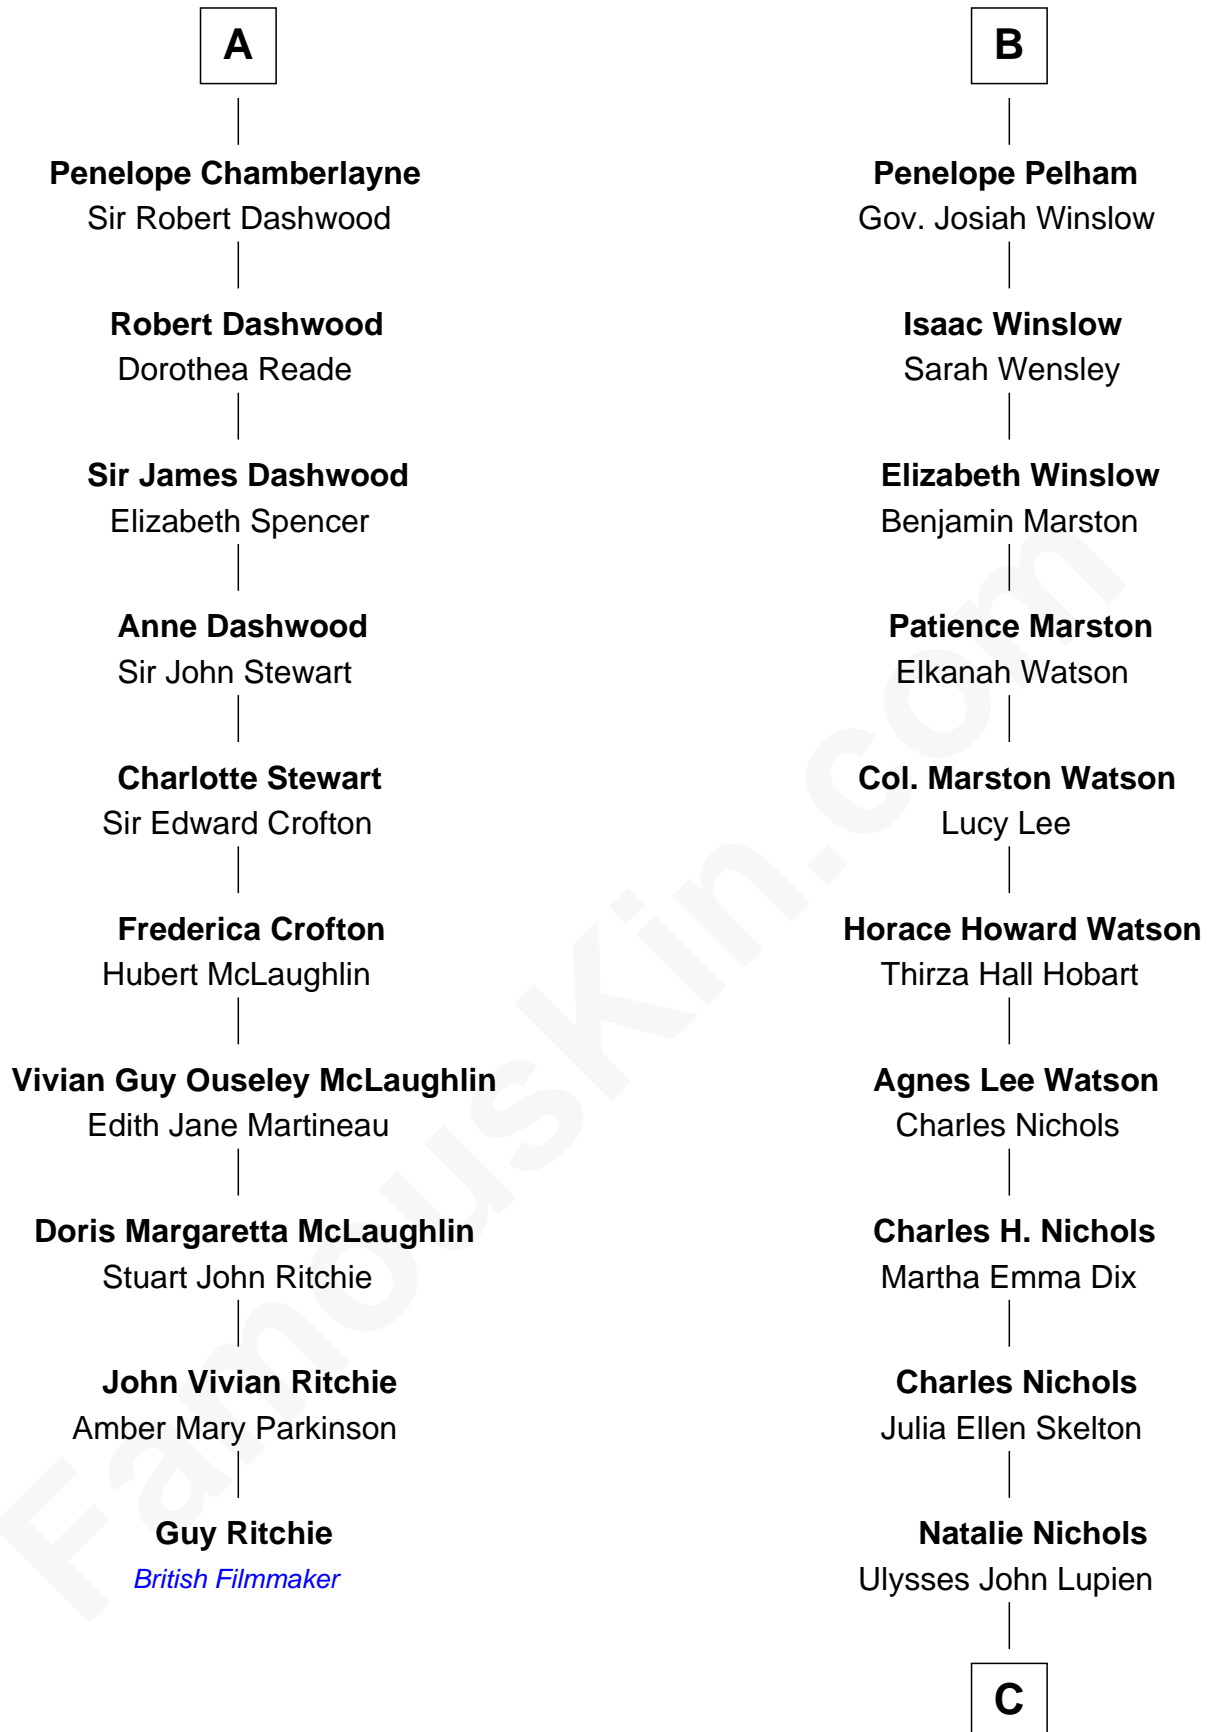 A
Penelope Chamberlayne
Sir Robert Dashwood
Robert Dashwood
Dorothea Reade
Sir James Dashwood
Elizabeth Spencer
Anne Dashwood
Sir John Stewart
Charlotte Stewart
Sir Edward Crofton
Frederica Crofton
Hubert McLaughlin
Vivian Guy Ouseley McLaughlin
Edith Jane Martineau
Doris Margaretta McLaughlin
Stuart John Ritchie
John Vivian Ritchie
Amber Mary Parkinson
Guy Ritchie
British Filmmaker
B
Penelope Pelham
Gov. Josiah Winslow
Isaac Winslow
Sarah Wensley
Elizabeth Winslow
Benjamin Marston
Patience Marston
Elkanah Watson
Col. Marston Watson
Lucy Lee
Horace Howard Watson
Thirza Hall Hobart
Agnes Lee Watson
Charles Nichols
Charles H. Nichols
Martha Emma Dix
Charles Nichols
Julia Ellen Skelton
Natalie Nichols
Ulysses John Lupien
C
FamousKin.com